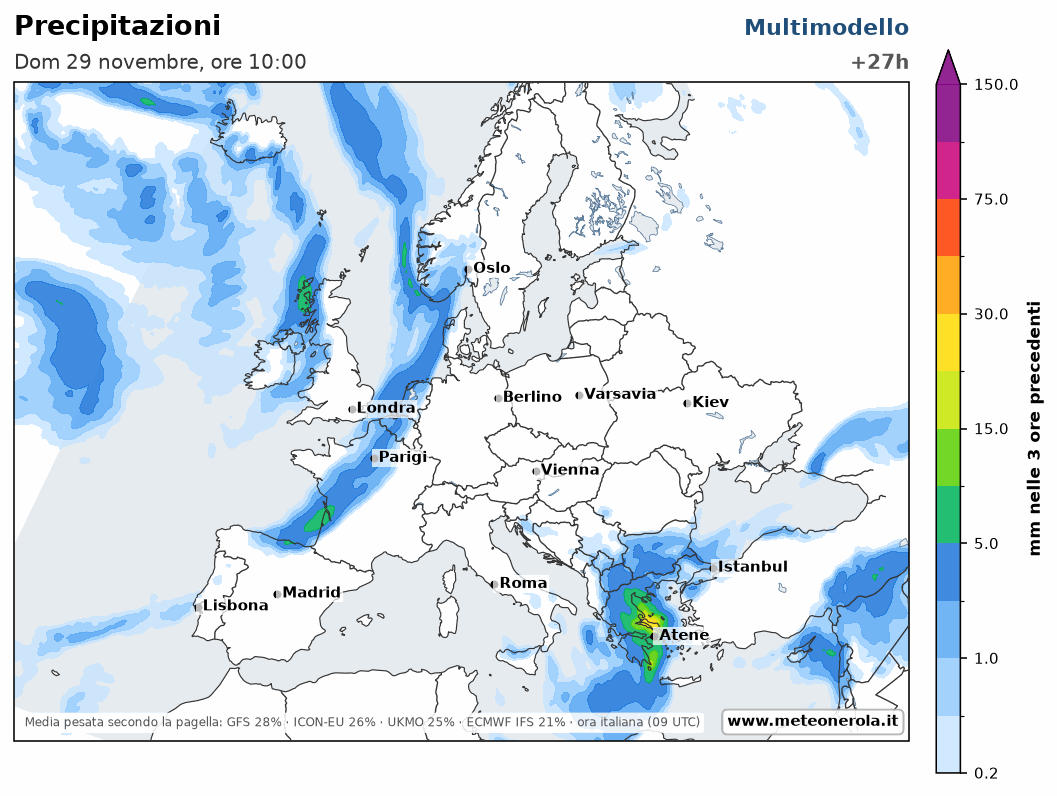 Precipitazioni
Multimodello
Dom 29 novembre, ore 10:00
+27h
150.0
75.0
30.0
15.0
5.0
1.0
0.2
mm nelle 3 ore precedenti
Oslo
Berlino
Varsavia
Kiev
Londra
Parigi
Vienna
Istanbul
Roma
Madrid
Lisbona
Atene
Media pesata secondo la pagella: GFS 28% · ICON-EU 26% · UKMO 25% · ECMWF IFS 21% · ora italiana (09 UTC)
www.meteonerola.it